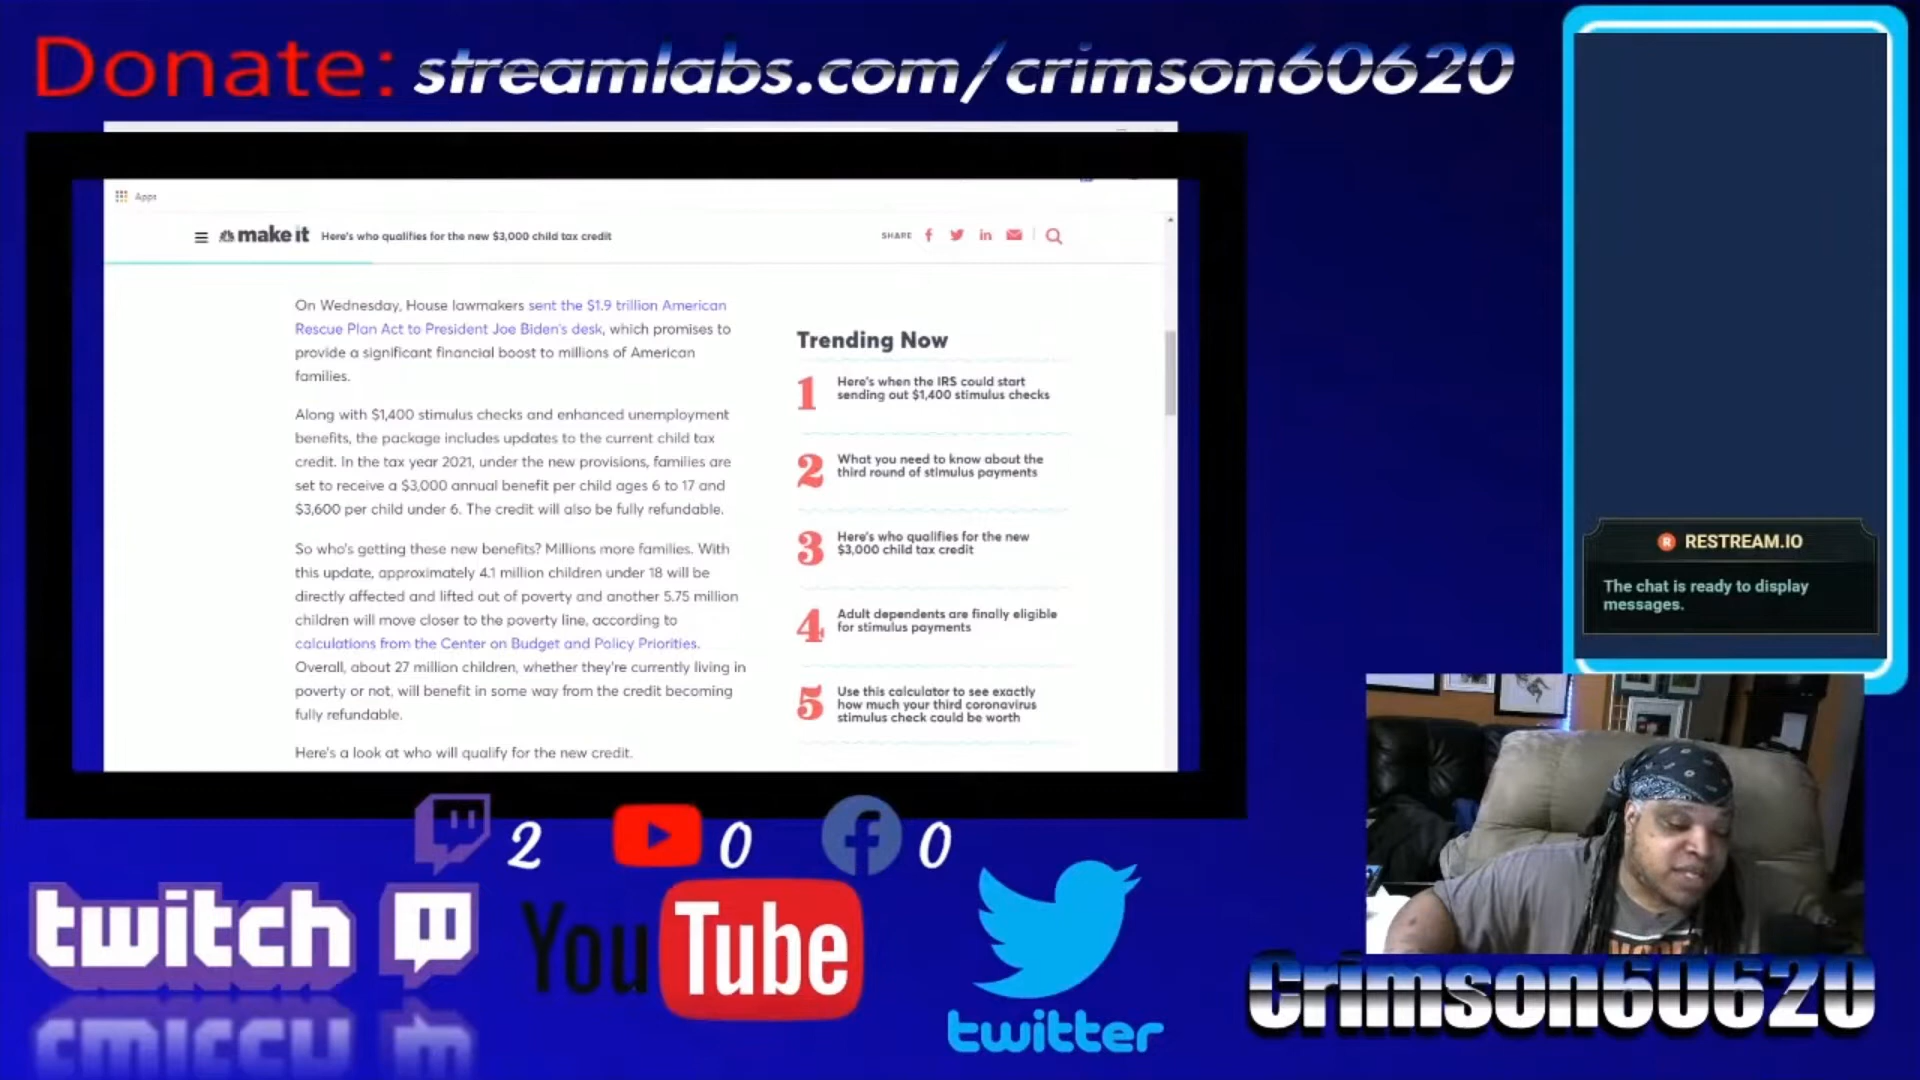 Donate: streamlabs.com/crimson60620
Apps
make it Here's who qualifies for the new $3,000 child tax credit
SHARE
On Wednesday, House lawmakers sent the $1.9 trillion American
Rescue Plan Act to President Joe Biden's desk, which promises to
provide a significant financial boost to millions of American
families.
Along with $1,400 stimulus checks and enhanced unemployment
benefits, the package includes updates to the current child tax
credit. In the tax year 2021, under the new provisions, families are
set to receive a $3,000 annual benefit per child ages 6 to 17 and
$3,600 per child under 6. The credit will also be fully refundable.
So who's getting these new benefits? Millions more families. With
this update, approximately 4.1 million children under 18 will be
directly affected and lifted out of poverty and another 5.75 million
children will move closer to the poverty line, according to
calculations from the Center on Budget and Policy Priorities.
Overall, about 27 million children, whether they're currently living in
poverty or not, will benefit in some way from the credit becoming
fully refundable.
Here's a look at who will qualify for the new credit.
Trending Now
1 Here's when the IRS could start
sending out $1,400 stimulus checks
2 What you need to know about the
third round of stimulus payments
3 Here's who qualifies for the new
$3,000 child tax credit
4 Adult dependents are finally eligible
for stimulus payments
5 Use this calculator to see exactly
how much your third coronavirus
stimulus check could be worth
RESTREAM.IO
The chat is ready to display
messages.
2 0 0
twitch
YouTube
twitter
Crimson60620